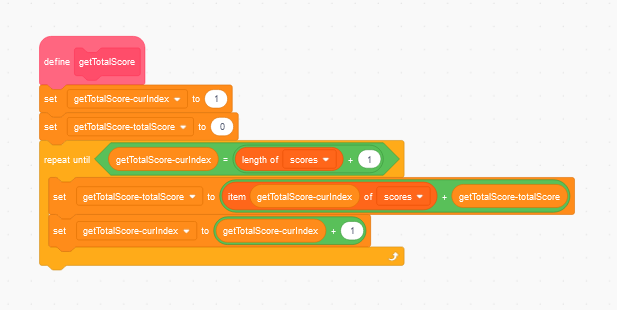 define getTotalScore
set getTotalScore-curIndex to 1
set getTotalScore-totalScore to 0
repeat until getTotalScore-curIndex = length of scores + 1
set getTotalScore-totalScore to item getTotalScore-curIndex of scores + getTotalScore-totalScore
set getTotalScore-curIndex to getTotalScore-curIndex + 1